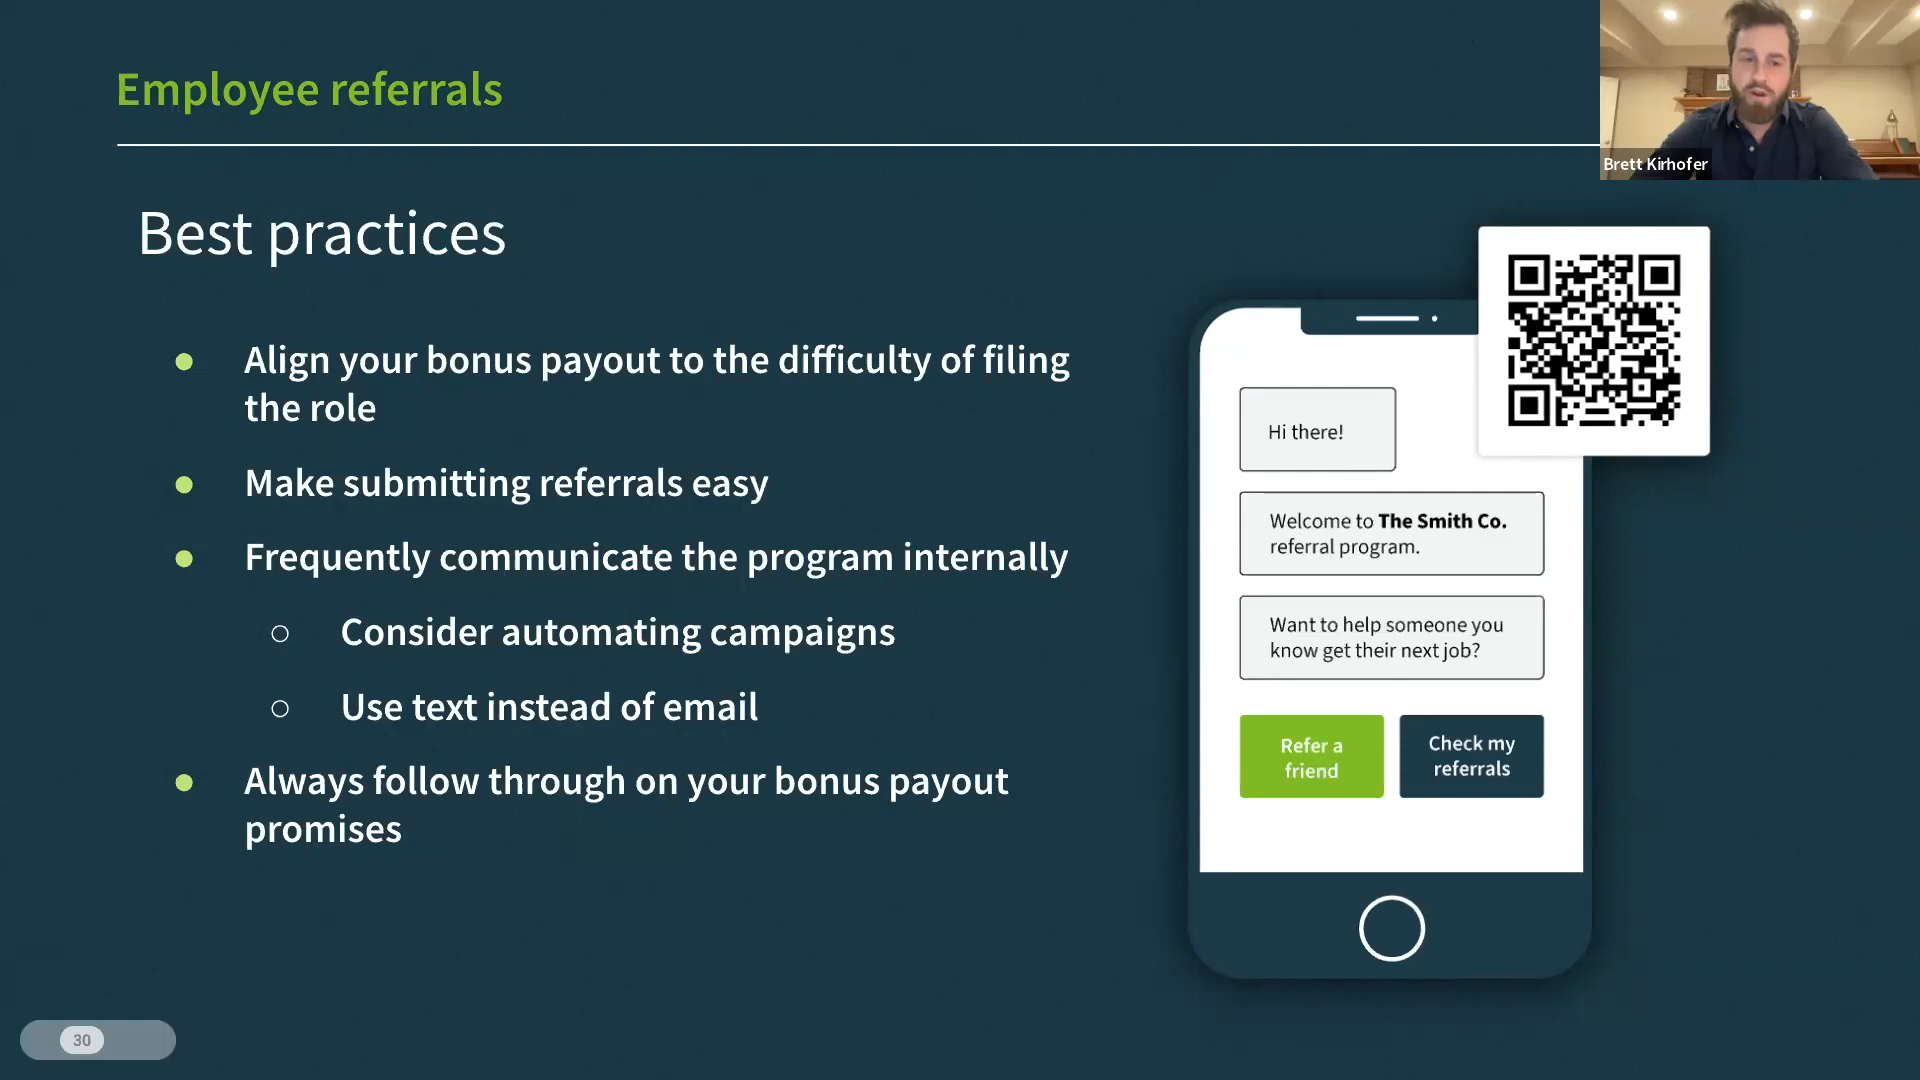 Employee referrals
Brett Kirhofer
Best practices
● Align your bonus payout to the difficulty of filing
the role
● Make submitting referrals easy
● Frequently communicate the program internally
○ Consider automating campaigns
○ Use text instead of email
● Always follow through on your bonus payout
promises
Hi there!
Welcome to The Smith Co.
referral program.
Want to help someone you
know get their next job?
Refer a
friend
Check my
referrals
30